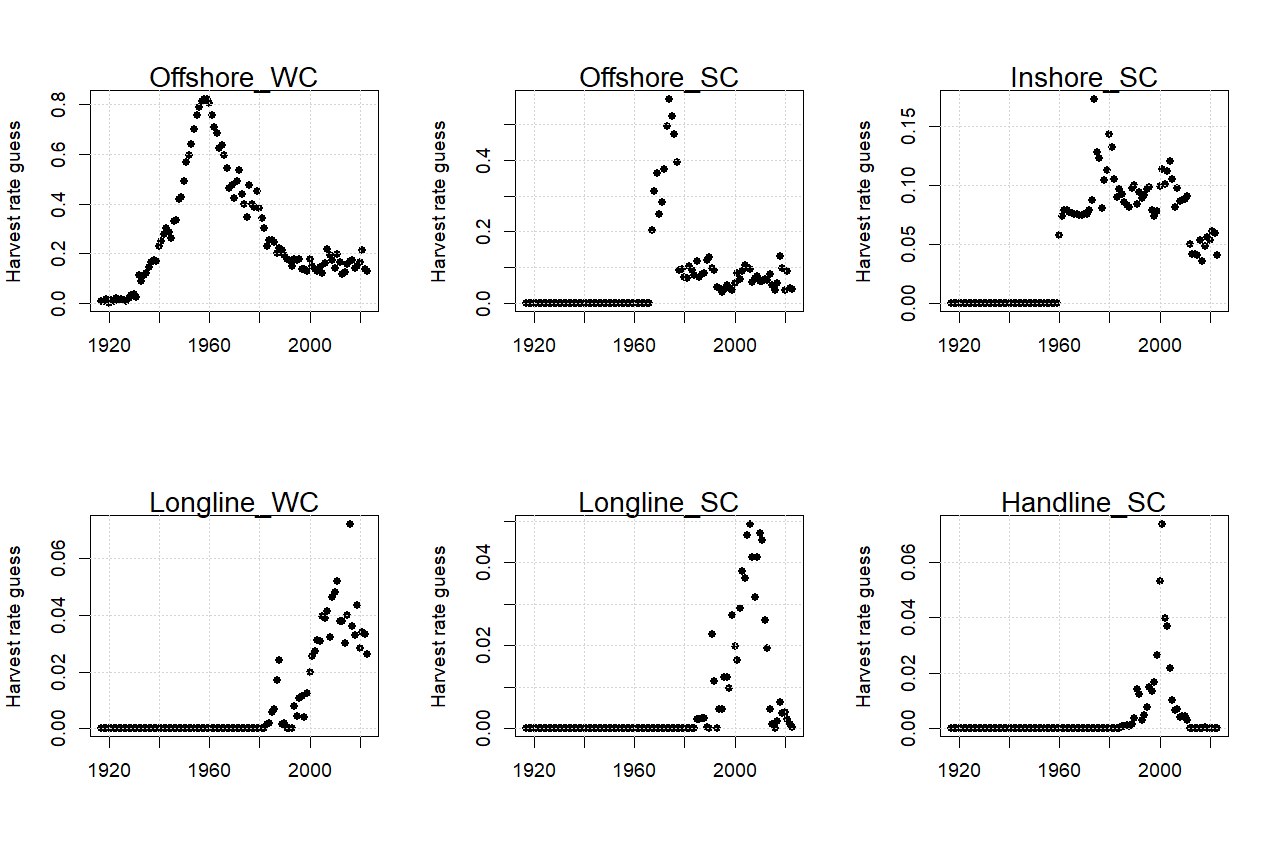 Offshore_WC
Harvest rate guess
0.0 0.2 0.4 0.6 0.8
1920 1960 2000
Offshore_SC
Harvest rate guess
0.0 0.2 0.4
1920 1960 2000
Inshore_SC
Harvest rate guess
0.00 0.05 0.10 0.15
1920 1960 2000
Longline_WC
Harvest rate guess
0.00 0.02 0.04 0.06
1920 1960 2000
Longline_SC
Harvest rate guess
0.00 0.02 0.04
1920 1960 2000
Handline_SC
Harvest rate guess
0.00 0.02 0.04 0.06
1920 1960 2000